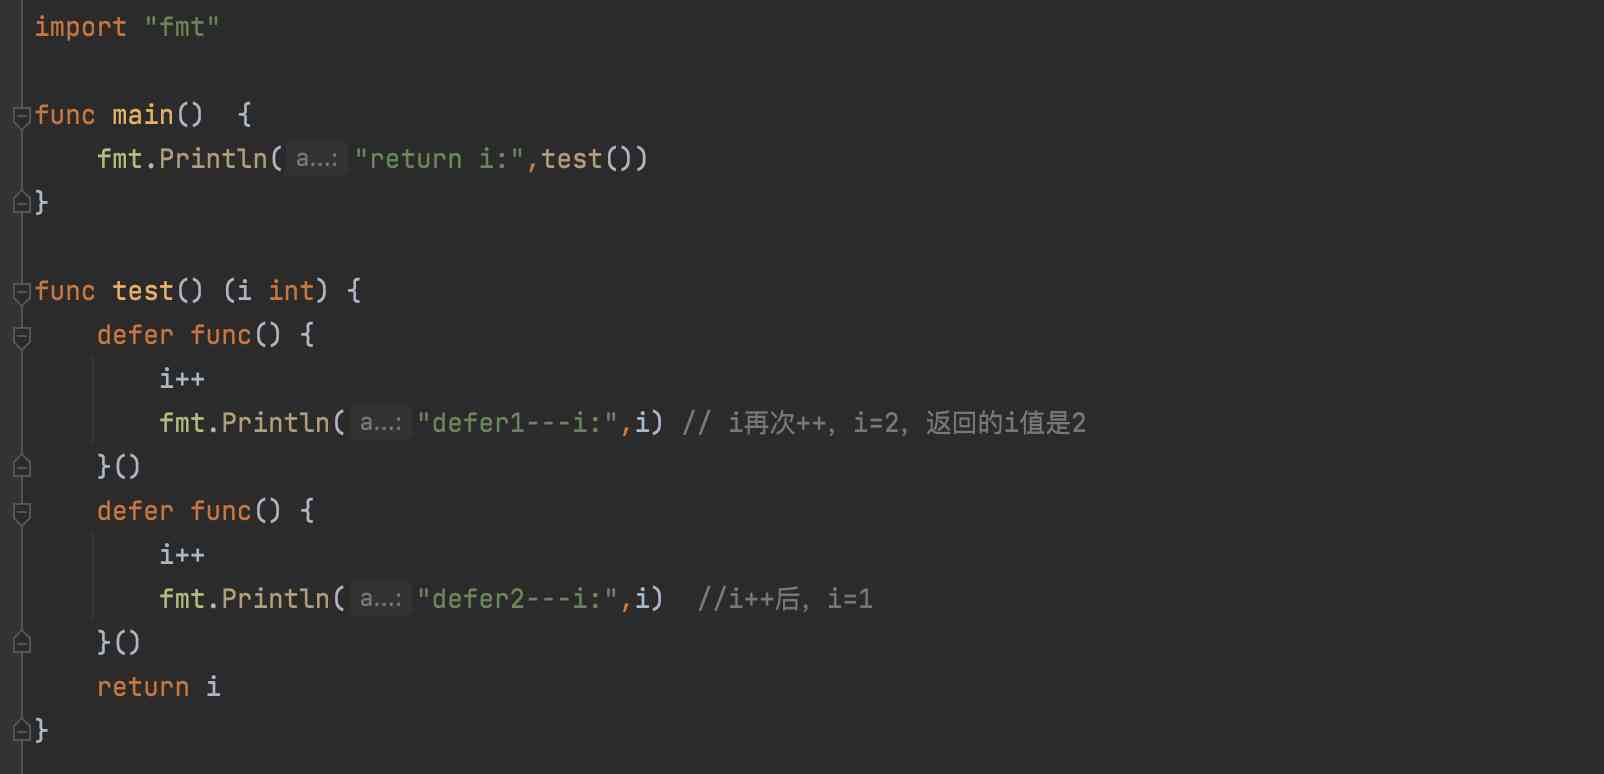 import "fmt"
func main()  {
    fmt.Println( a...: "return i:",test())
}
func test() (i int) {
    defer func() {
        i++
        fmt.Println( a...: "defer1---i:",i) // i再次++，i=2，返回的i值是2
    }()
    defer func() {
        i++
        fmt.Println( a...: "defer2---i:",i)  //i++后，i=1
    }()
    return i
}